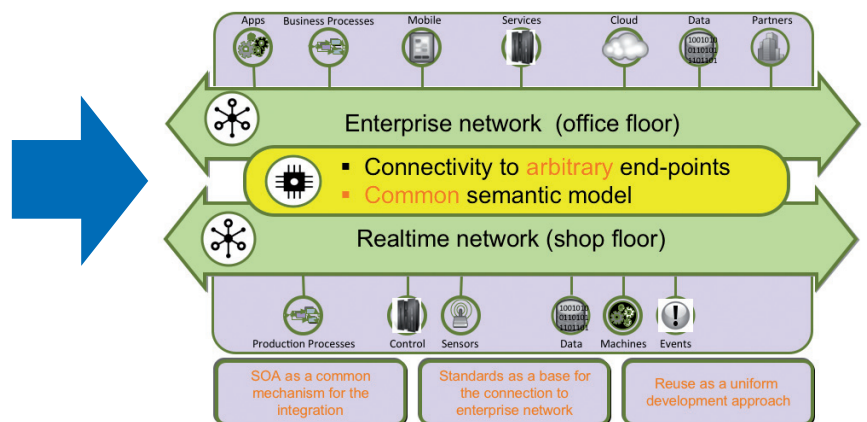 Apps Business Processes Mobile Services Cloud Data Partners
1001010
0110101
1101101
Enterprise network (office floor)
▪ Connectivity to arbitrary end-points
▪ Common semantic model
Realtime network (shop floor)
1001010
0110101
1101101
Production Processes Control Sensors Data Machines Events
SOA as a common
mechanism for the
integration
Standards as a base for
the connection to
enterprise network
Reuse as a uniform
development approach